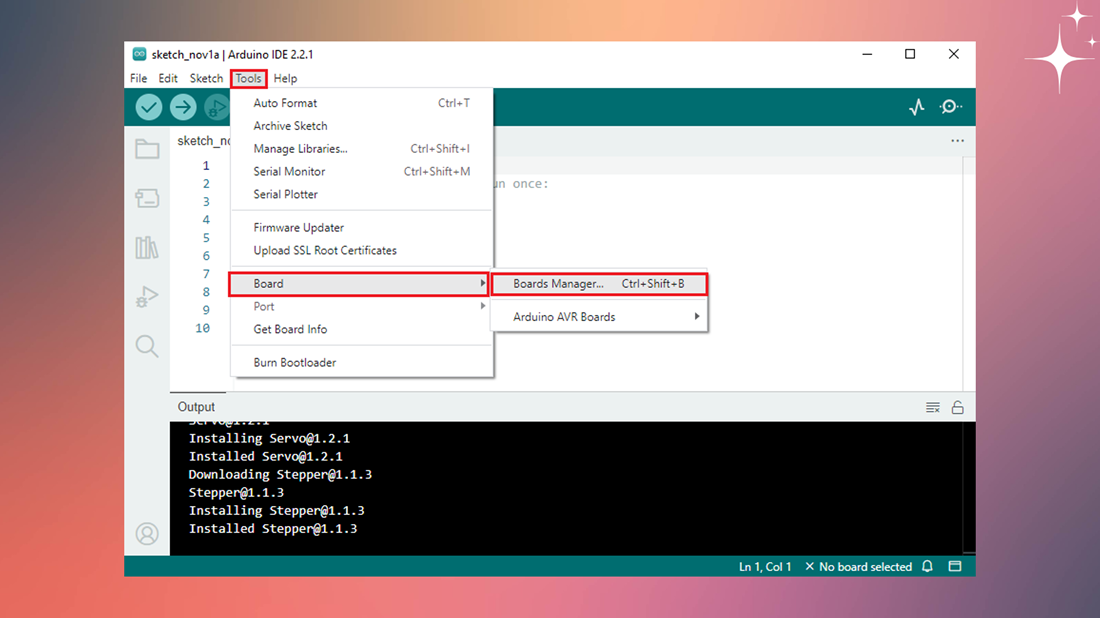 sketch_nov1a | Arduino IDE 2.2.1
File Edit Sketch Tools Help
Auto Format Ctrl+T
Archive Sketch
Manage Libraries... Ctrl+Shift+I
Serial Monitor Ctrl+Shift+M
Serial Plotter
Firmware Updater
Upload SSL Root Certificates
Board
Boards Manager... Ctrl+Shift+B
Port
Arduino AVR Boards
Get Board Info
Burn Bootloader
1
2 once:
3
4
5
6
7
8
9
10
Output
Servo@1.2.1
Installing Servo@1.2.1
Installed Servo@1.2.1
Downloading Stepper@1.1.3
Stepper@1.1.3
Installing Stepper@1.1.3
Installed Stepper@1.1.3
Ln 1, Col 1 × No board selected